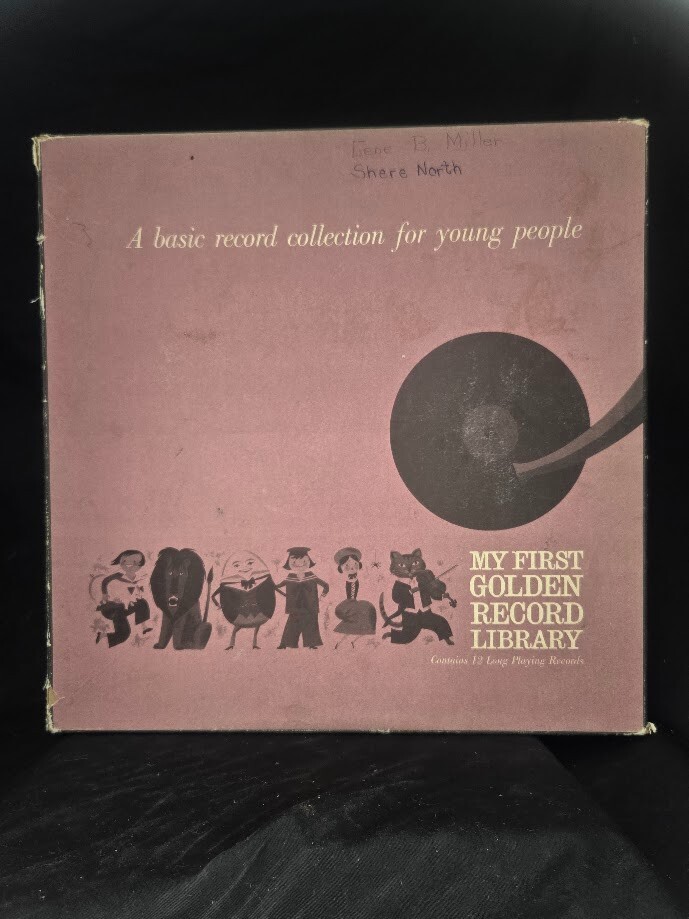 Gene B. Miller
Shere North
A basic record collection for young people
MY FIRST
GOLDEN
RECORD
LIBRARY
Contains 12 Long Playing Records